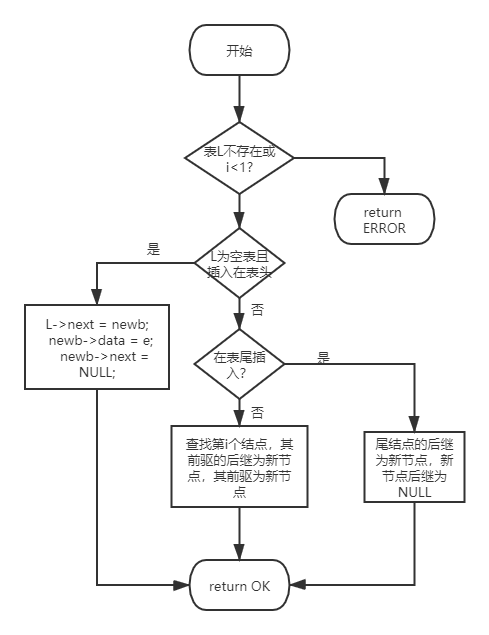 开始
表L不存在或
i<1?
return
ERROR
是
L为空表且
插入在表头
否
L->next = newb;
newb->data = e;
newb->next =
NULL;
在表尾插
入?
是
否
查找第i个结点，其
前驱的后继为新节
点，其前驱为新节
点
尾结点的后继
为新节点，新
节点后继为
NULL
return OK